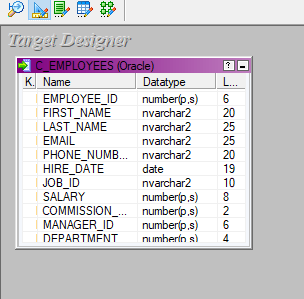 Target Designer
C_EMPLOYEES (Oracle)
K. Name Datatype L...
EMPLOYEE_ID number(p,s) 6
FIRST_NAME nvarchar2 20
LAST_NAME nvarchar2 25
EMAIL nvarchar2 25
PHONE_NUMB... nvarchar2 20
HIRE_DATE date 19
JOB_ID nvarchar2 10
SALARY number(p,s) 8
COMMISSION_... number(p,s) 2
MANAGER_ID number(p,s) 6
DEPARTMENT number(p,s) 4